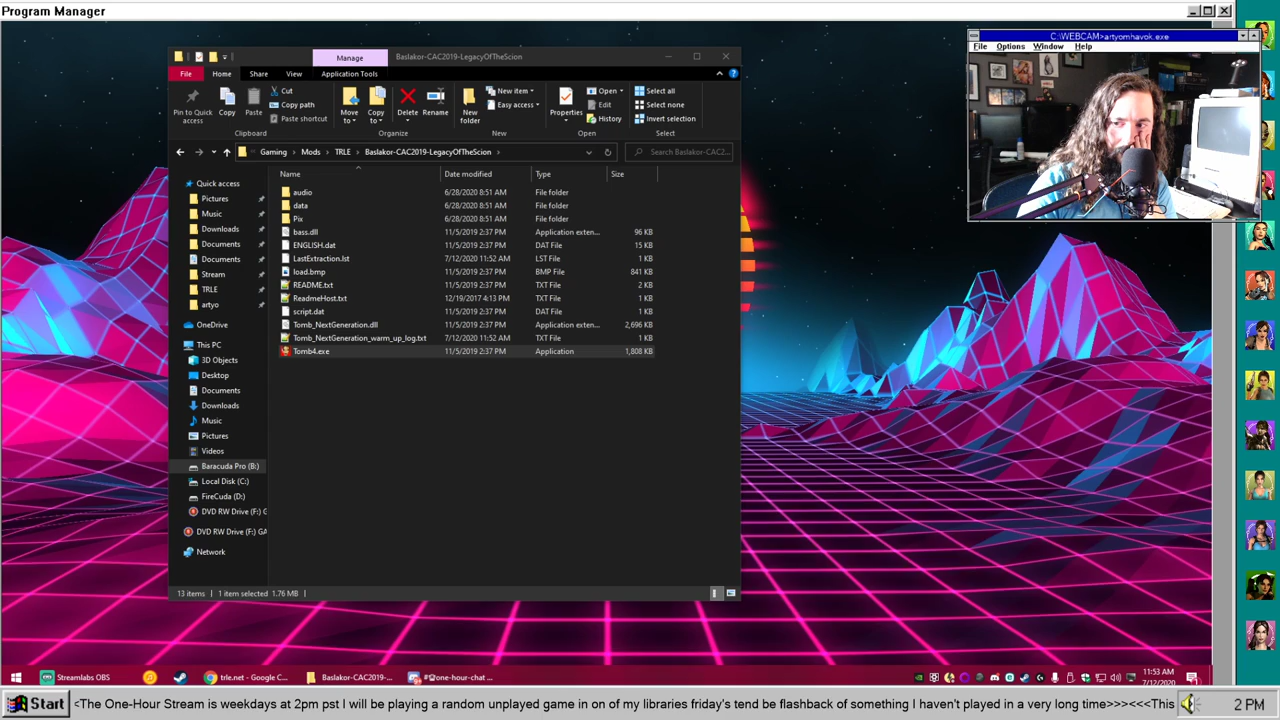 Program Manager
C:\WEBCAM>artyomhavok.exe
File Options Window Help
Manage
Baslakor-CAC2019-LegacyOfTheScion
File Home Share View Application Tools
Pin to Quick access
Copy
Paste
Cut
Copy path
Paste shortcut
Clipboard
Move to
Copy to
Delete
Rename
Organize
New folder
New item
Easy access
New
Properties
Open
Edit
History
Open
Select all
Select none
Invert selection
Select
Gaming > Mods > TRLE > Baslakor-CAC2019-LegacyOfTheScion >
Search Baslakor-CAC2...
Name Date modified Type Size
audio 6/28/2020 8:51 AM File folder
data 6/28/2020 8:51 AM File folder
Pix 6/28/2020 8:51 AM File folder
bass.dll 11/5/2019 2:37 PM Application exten... 96 KB
ENGLISH.dat 11/5/2019 2:37 PM DAT File 15 KB
LastExtraction.lst 7/12/2020 11:52 AM LST File 1 KB
load.bmp 11/5/2019 2:37 PM BMP File 841 KB
README.txt 11/5/2019 2:37 PM TXT File 2 KB
ReadmeHost.txt 12/19/2017 4:13 PM TXT File 1 KB
script.dat 11/5/2019 2:37 PM DAT File 1 KB
Tomb_NextGeneration.dll 11/5/2019 2:37 PM Application exten... 2,696 KB
Tomb_NextGeneration_warm_up_log.txt 7/12/2020 11:52 AM TXT File 1 KB
Tomb4.exe 11/5/2019 2:37 PM Application 1,808 KB
Quick access
Pictures
Music
Downloads
Documents
Documents
Stream
TRLE
artyo
OneDrive
This PC
3D Objects
Desktop
Documents
Downloads
Music
Pictures
Videos
Baracuda Pro (B:)
Local Disk (C:)
FireCuda (D:)
DVD RW Drive (F:) G
DVD RW Drive (F:) GA
Network
13 items 1 item selected 1.76 MB
Streamlabs OBS
trle.net - Google C...
Baslakor-CAC2019-...
one-hour-chat ...
11:53 AM
7/12/2020
Start
<The One-Hour Stream is weekdays at 2pm pst I will be playing a random unplayed game in on of my libraries friday's tend be flashback of something I haven't played in a very long time>>><<<This
2 PM